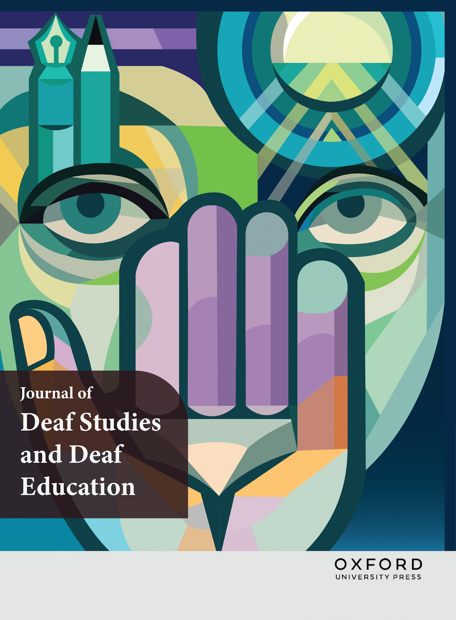 Journal of
Deaf Studies
and Deaf
Education
OXFORD
UNIVERSITY PRESS